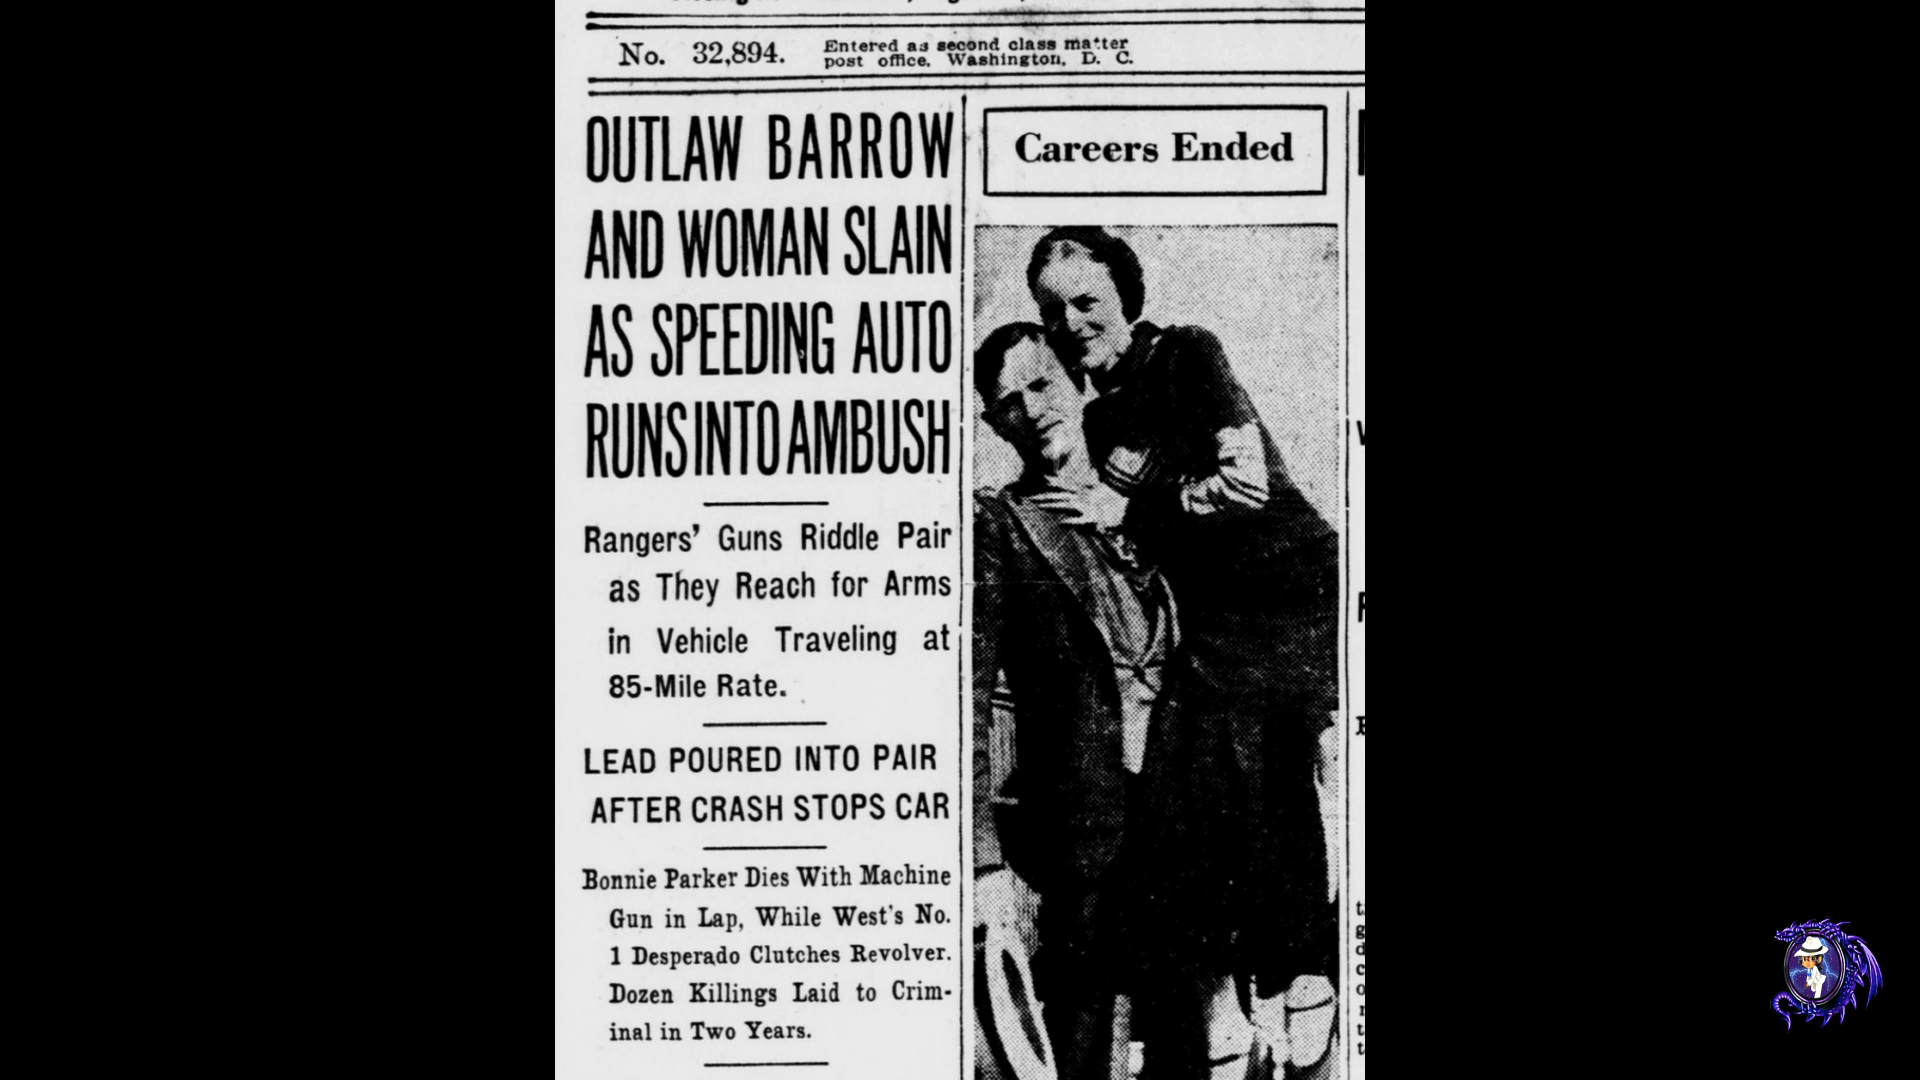 No. 32,894.
Entered as second class matter
post office, Washington, D. C.
OUTLAW BARROW
AND WOMAN SLAIN
AS SPEEDING AUTO
RUNS INTO AMBUSH
Rangers' Guns Riddle Pair
as They Reach for Arms
in Vehicle Traveling at
85-Mile Rate.
LEAD POURED INTO PAIR
AFTER CRASH STOPS CAR
Bonnie Parker Dies With Machine
Gun in Lap, While West's No.
1 Desperado Clutches Revolver.
Dozen Killings Laid to Crim-
inal in Two Years.
Careers Ended